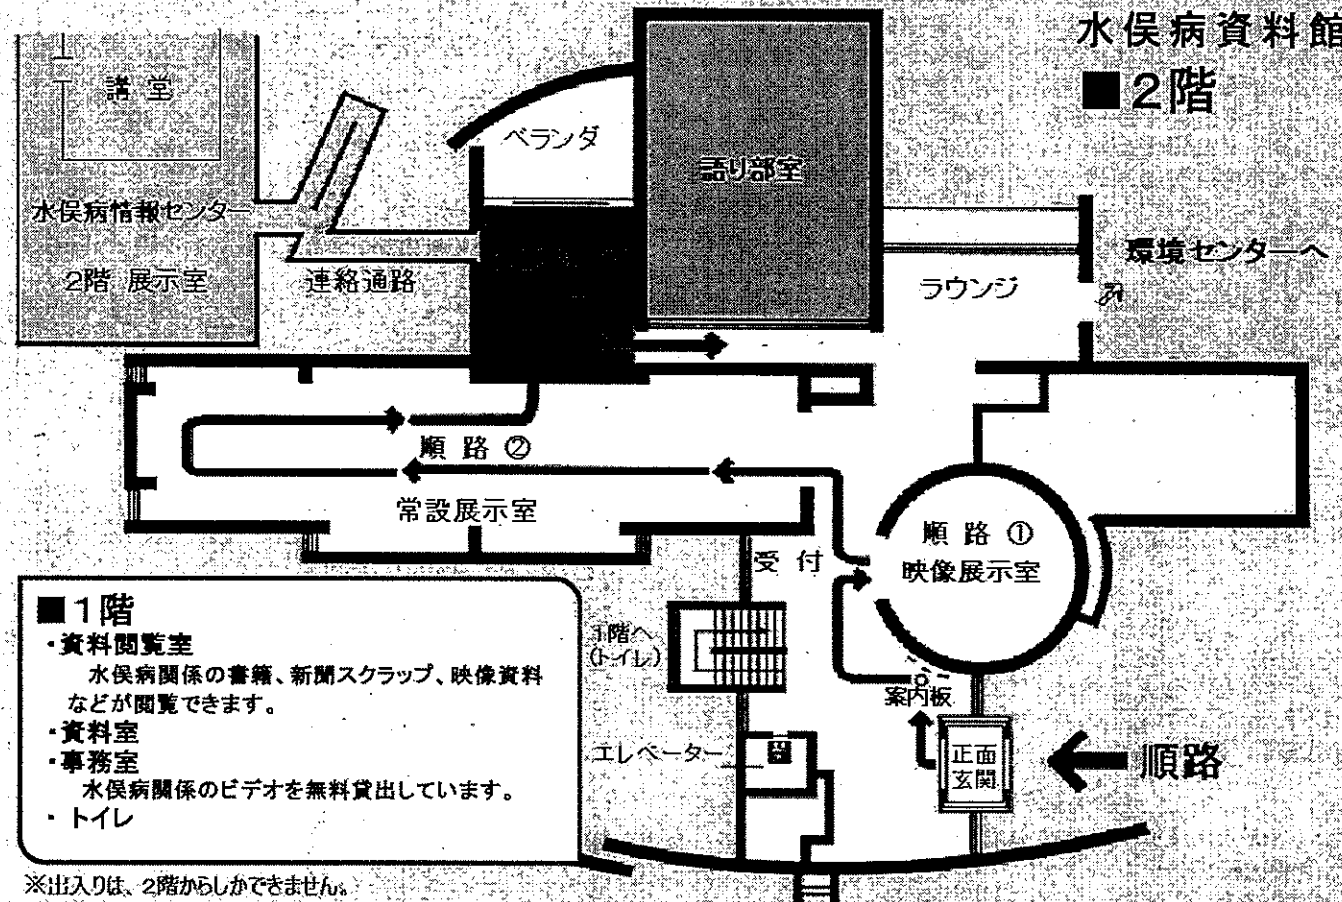 水俣病資料館
■2階
講堂
水俣病情報センター
2階 展示室
連絡通路
ベランダ
語り部室
ラウンジ
環境センターへ
順 路 ②
常設展示室
順 路 ①
映像展示室
受 付
1階へ
(トイレ)
案内板
エレベーター
正面
玄関
順路
■1階
・資料閲覧室
水俣病関係の書籍、新聞スクラップ、映像資料
などが閲覧できます。
・資料室
・事務室
水俣病関係のビデオを無料貸出しています。
・トイレ
※出入りは、2階からしかできません。